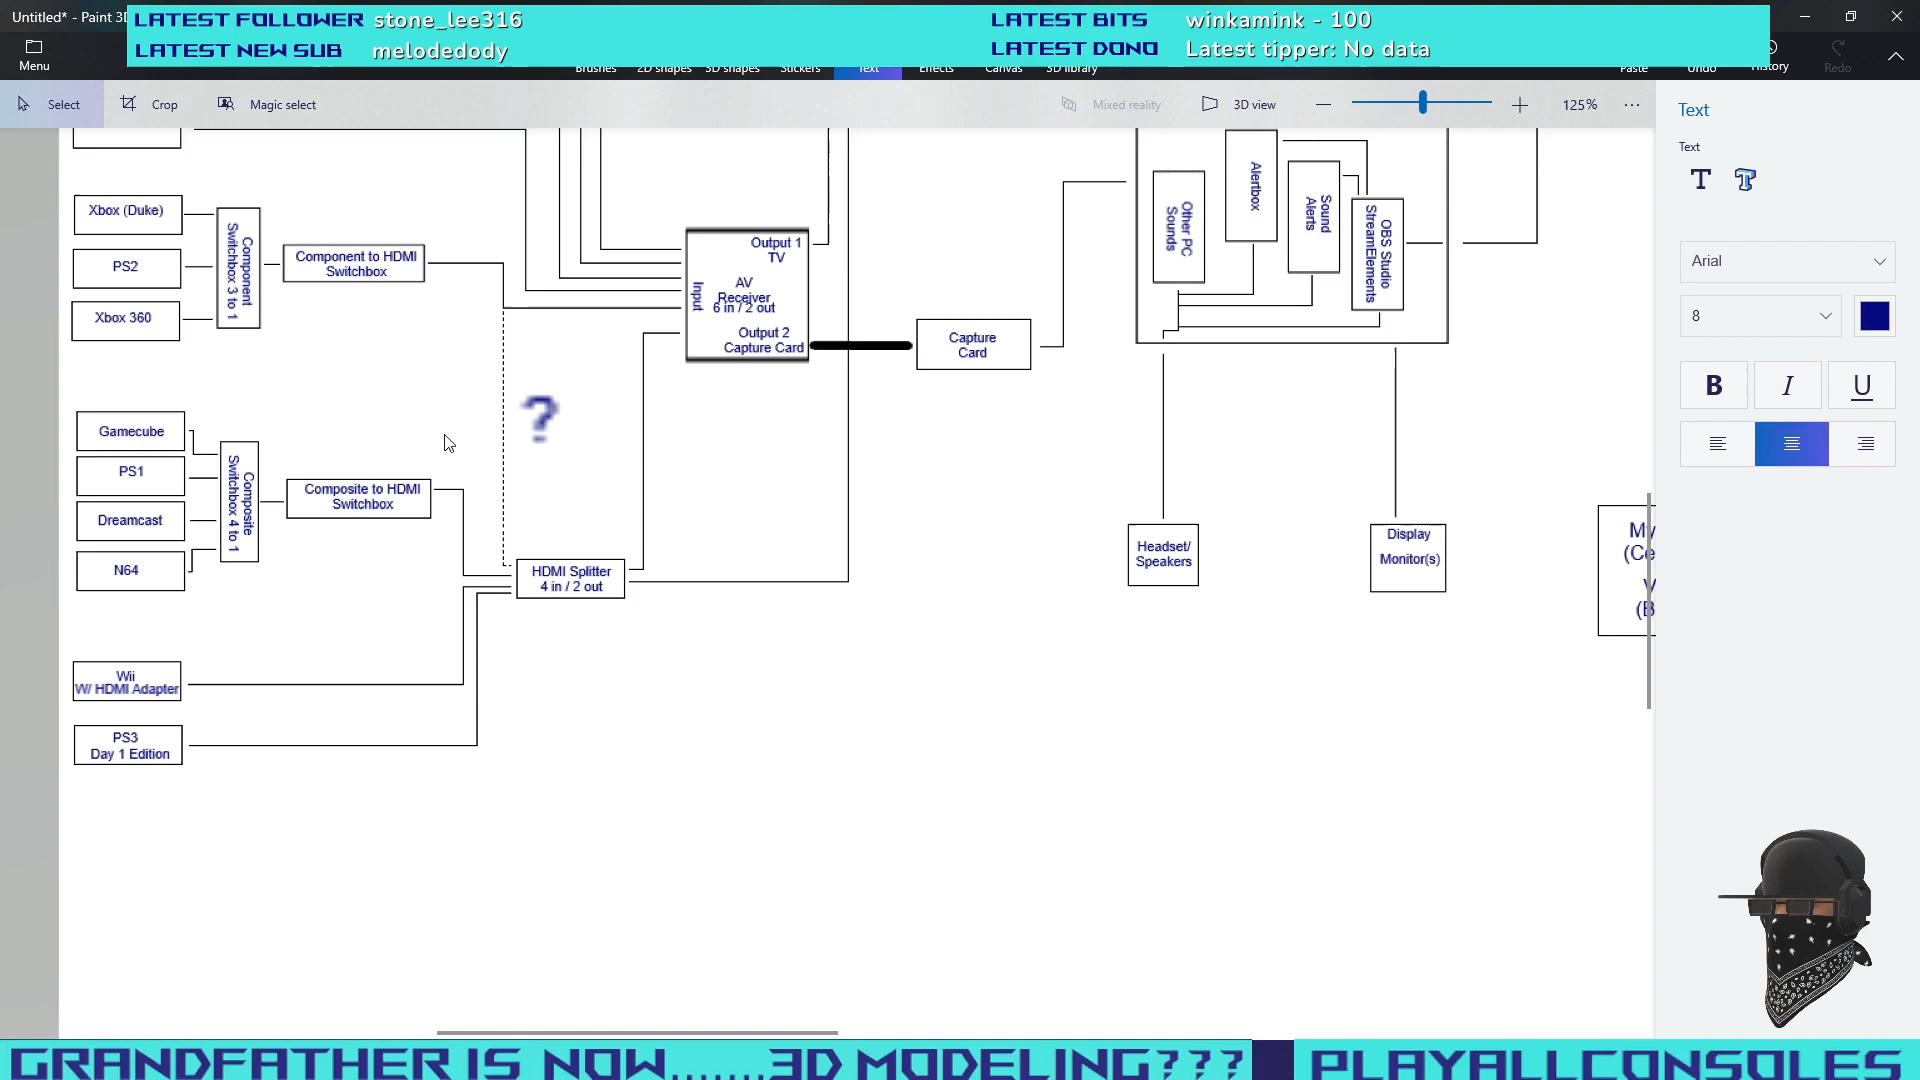 Untitled* - Paint 3D
LATEST FOLLOWER stone_lee316
LATEST NEW SUB melodedody
LATEST BITS winkamink - 100
LATEST DONO Latest tipper: No data
Menu
Brushes
2D shapes
3D shapes
Stickers
Text
Effects
Canvas
3D library
Paste
Undo
History
Redo
Select
Crop
Magic select
Mixed reality
3D view
125%
Text
Text
Arial
8
B
I
U
Xbox (Duke)
PS2
Xbox 360
Component
Switchbox 3 to 1
Component to HDMI
Switchbox
Output 1
TV
AV
Receiver
6 in / 2 out
Input
Output 2
Capture Card
Capture
Card
Other PC
Sounds
Alertbox
Sound
Alerts
OBS Studio
StreamElements
?
Gamecube
PS1
Dreamcast
N64
Composite
Switchbox 4 to 1
Composite to HDMI
Switchbox
HDMI Splitter
4 in / 2 out
Headset/
Speakers
Display
Monitor(s)
My
Wii
W/ HDMI Adapter
PS3
Day 1 Edition
GRANDFATHER IS NOW.......3D MODELING???
PLAYALLCONSOLES